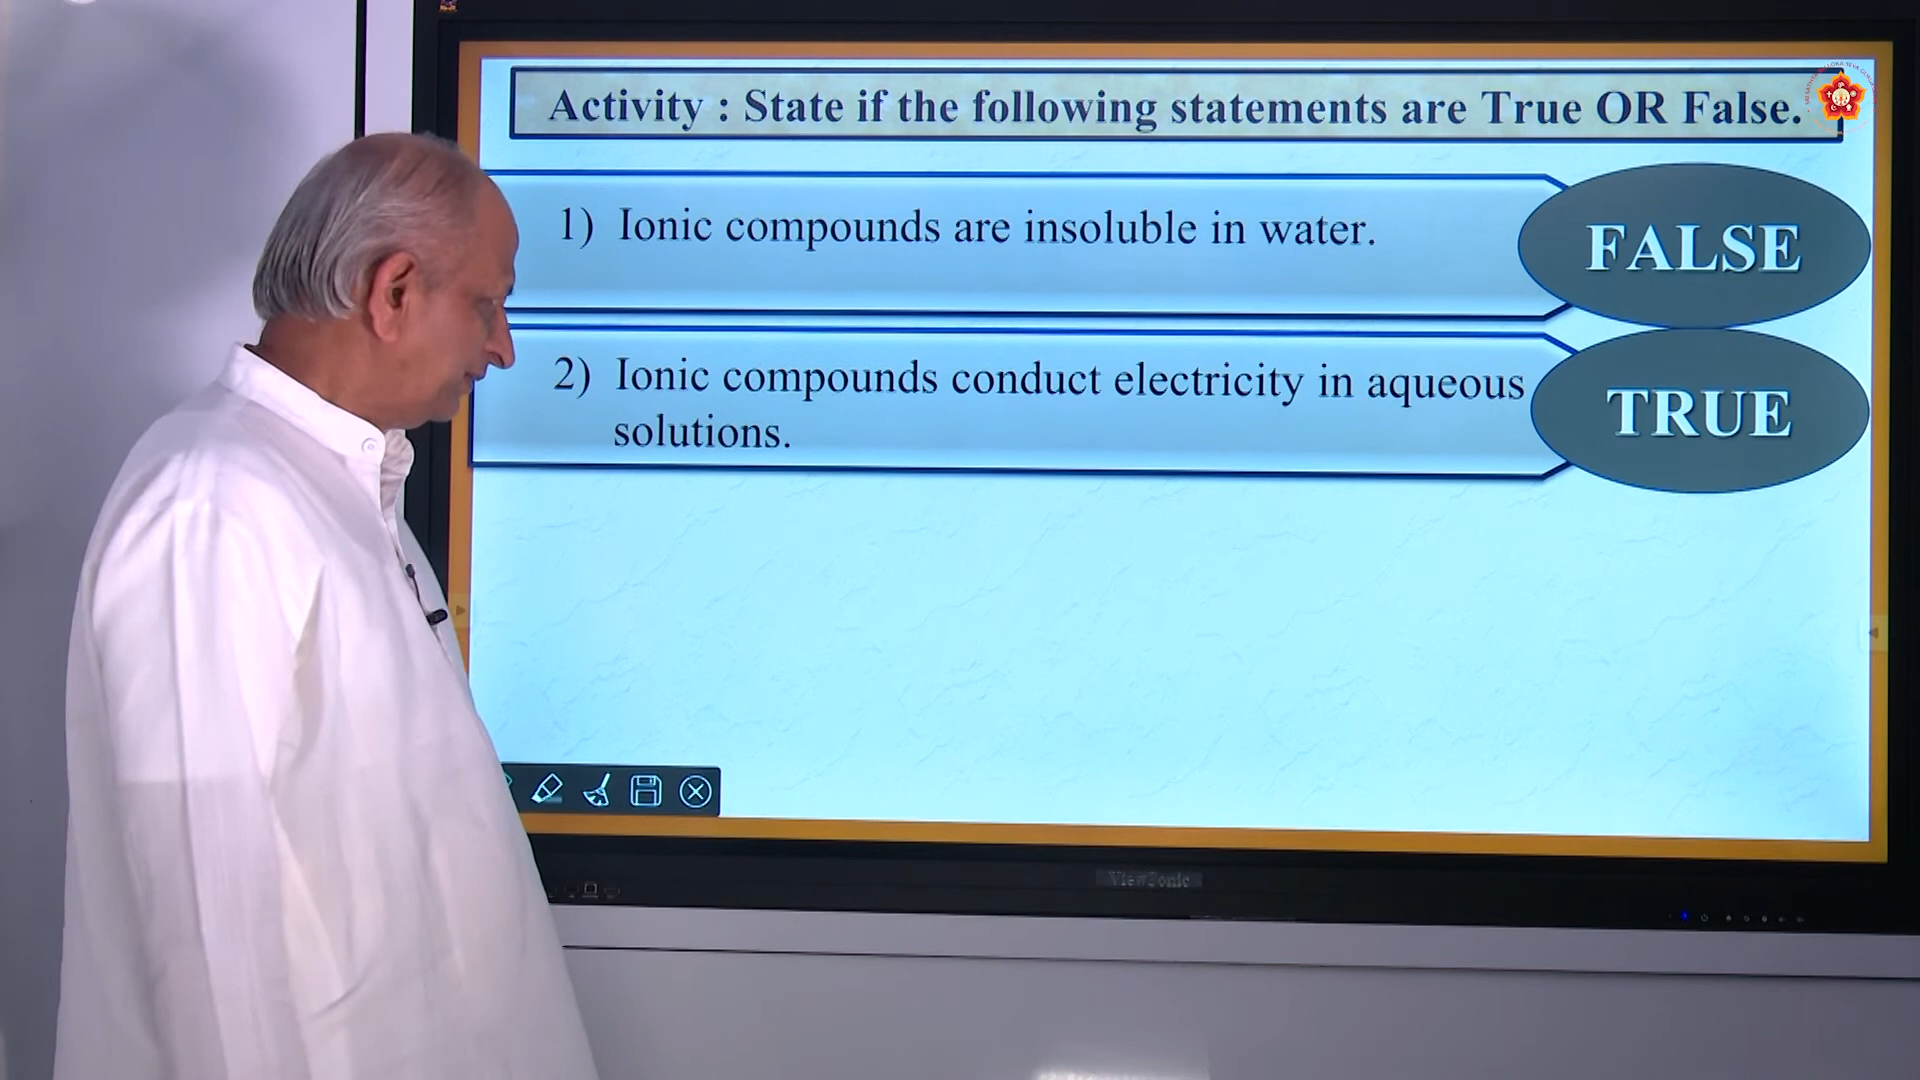 Activity : State if the following statements are True OR False.
1) Ionic compounds are insoluble in water.
FALSE
2) Ionic compounds conduct electricity in aqueous
solutions.
TRUE
ViewSonic